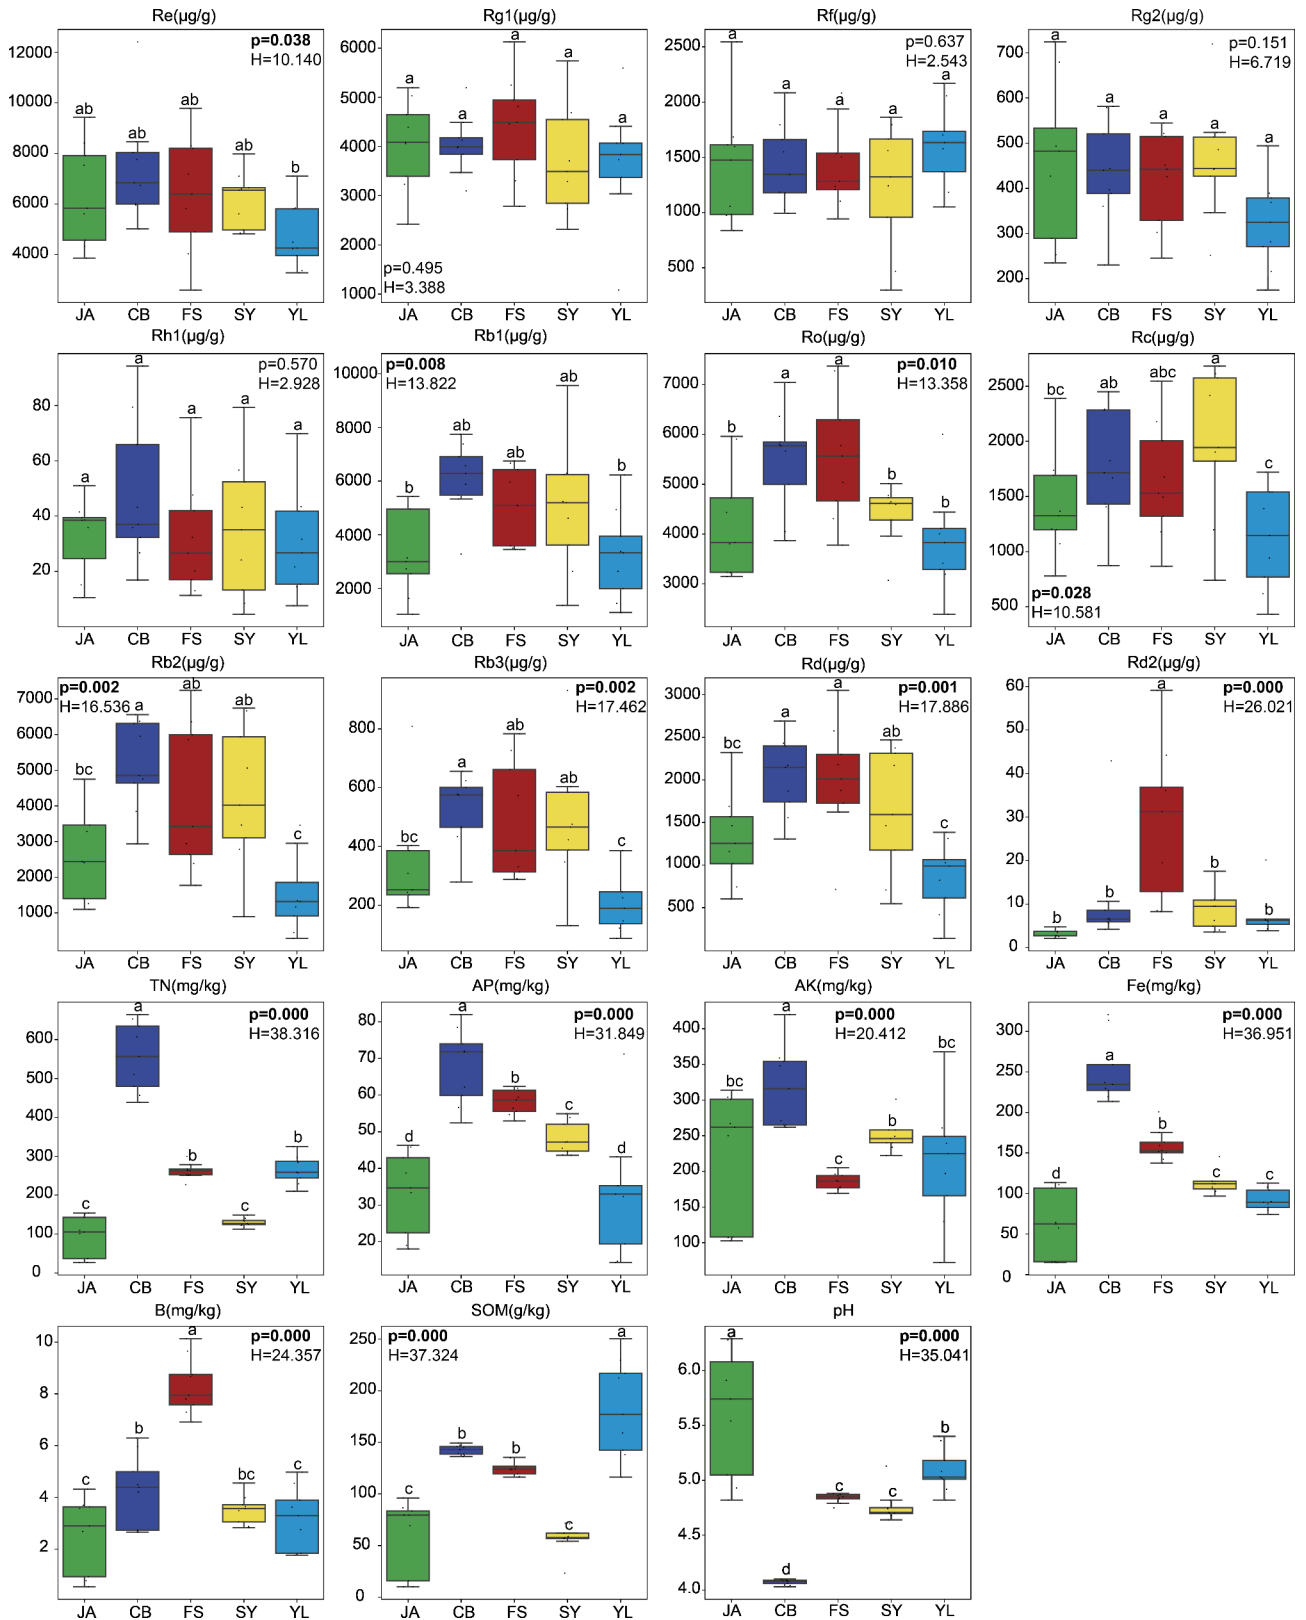 Re(µg/g)
p=0.038
H=10.140
12000
10000
8000
6000
4000
ab
ab
ab
ab
b
JA CB FS SY YL
Rg1(µg/g)
6000
5000
4000
3000
2000
1000
a
a
a
a
a
p=0.495
H=3.388
JA CB FS SY YL
Rf(µg/g)
p=0.637
H=2.543
2500
2000
1500
1000
500
a
a
a
a
a
JA CB FS SY YL
Rg2(µg/g)
p=0.151
H=6.719
700
600
500
400
300
200
a
a
a
a
a
JA CB FS SY YL
Rh1(µg/g)
p=0.570
H=2.928
80
60
40
20
a
a
a
a
a
JA CB FS SY YL
Rb1(µg/g)
p=0.008
H=13.822
10000
8000
6000
4000
2000
b
ab
ab
ab
b
JA CB FS SY YL
Ro(µg/g)
p=0.010
H=13.358
7000
6000
5000
4000
3000
b
a
a
b
b
JA CB FS SY YL
Rc(µg/g)
2500
2000
1500
1000
500
bc
ab
abc
a
c
p=0.028
H=10.581
JA CB FS SY YL
Rb2(µg/g)
p=0.002
H=16.536
7000
6000
5000
4000
3000
2000
1000
bc
a
ab
ab
c
JA CB FS SY YL
Rb3(µg/g)
p=0.002
H=17.462
800
600
400
200
bc
a
ab
ab
c
JA CB FS SY YL
Rd(µg/g)
p=0.001
H=17.886
3000
2500
2000
1500
1000
500
bc
a
a
ab
c
JA CB FS SY YL
Rd2(µg/g)
p=0.000
H=26.021
60
50
40
30
20
10
0
b
b
a
b
b
JA CB FS SY YL
TN(mg/kg)
p=0.000
H=38.316
600
500
400
300
200
100
0
c
a
b
c
b
JA CB FS SY YL
AP(mg/kg)
p=0.000
H=31.849
80
70
60
50
40
30
20
d
a
b
c
d
JA CB FS SY YL
AK(mg/kg)
p=0.000
H=20.412
400
350
300
250
200
150
100
bc
a
c
b
bc
JA CB FS SY YL
Fe(mg/kg)
p=0.000
H=36.951
300
250
200
150
100
50
0
d
a
b
c
c
JA CB FS SY YL
B(mg/kg)
p=0.000
H=24.357
10
8
6
4
2
c
b
a
bc
c
JA CB FS SY YL
SOM(g/kg)
p=0.000
H=37.324
250
200
150
100
50
0
c
b
b
c
a
JA CB FS SY YL
pH
p=0.000
H=35.041
6.0
5.5
5.0
4.5
4.0
a
d
c
c
b
JA CB FS SY YL